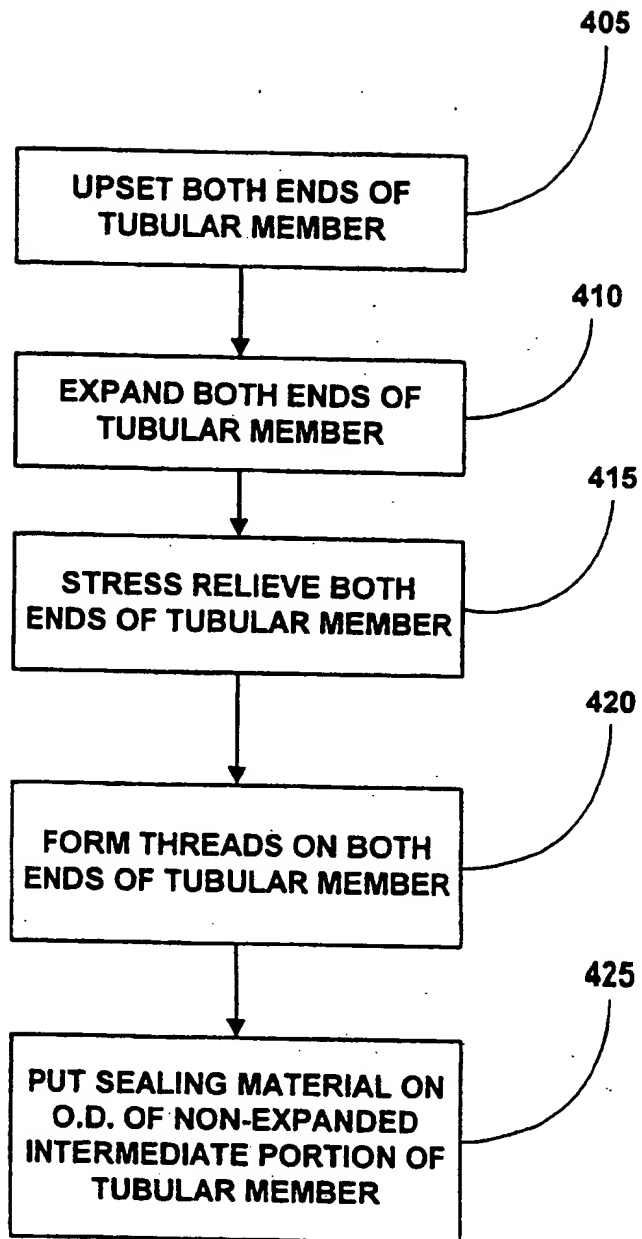 405
UPSET BOTH ENDS OF
TUBULAR MEMBER
410
EXPAND BOTH ENDS OF
TUBULAR MEMBER
415
STRESS RELIEVE BOTH
ENDS OF TUBULAR MEMBER
420
FORM THREADS ON BOTH
ENDS OF TUBULAR MEMBER
425
PUT SEALING MATERIAL ON
O.D. OF NON-EXPANDED
INTERMEDIATE PORTION OF
TUBULAR MEMBER